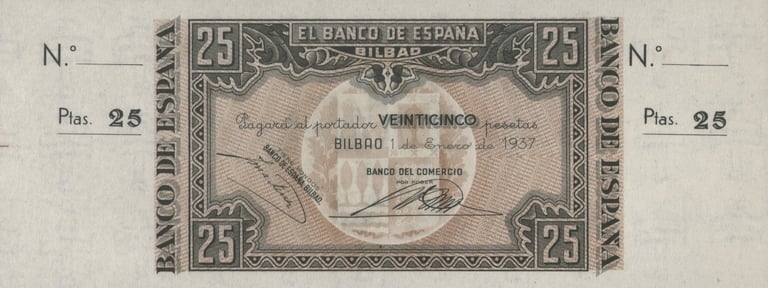 N.º
Ptas. 25
BANCO DE ESPAÑA
25
EL BANCO DE ESPAÑA
BILBAO
25
Pagará al portador VEINTICINCO pesetas
BILBAO 1 de Enero de 1937
BANCO DEL COMERCIO
POR PODER
BANCO DE ESPAÑA-BILBAO
25
25
BANCO DE ESPAÑA
N.º
Ptas. 25